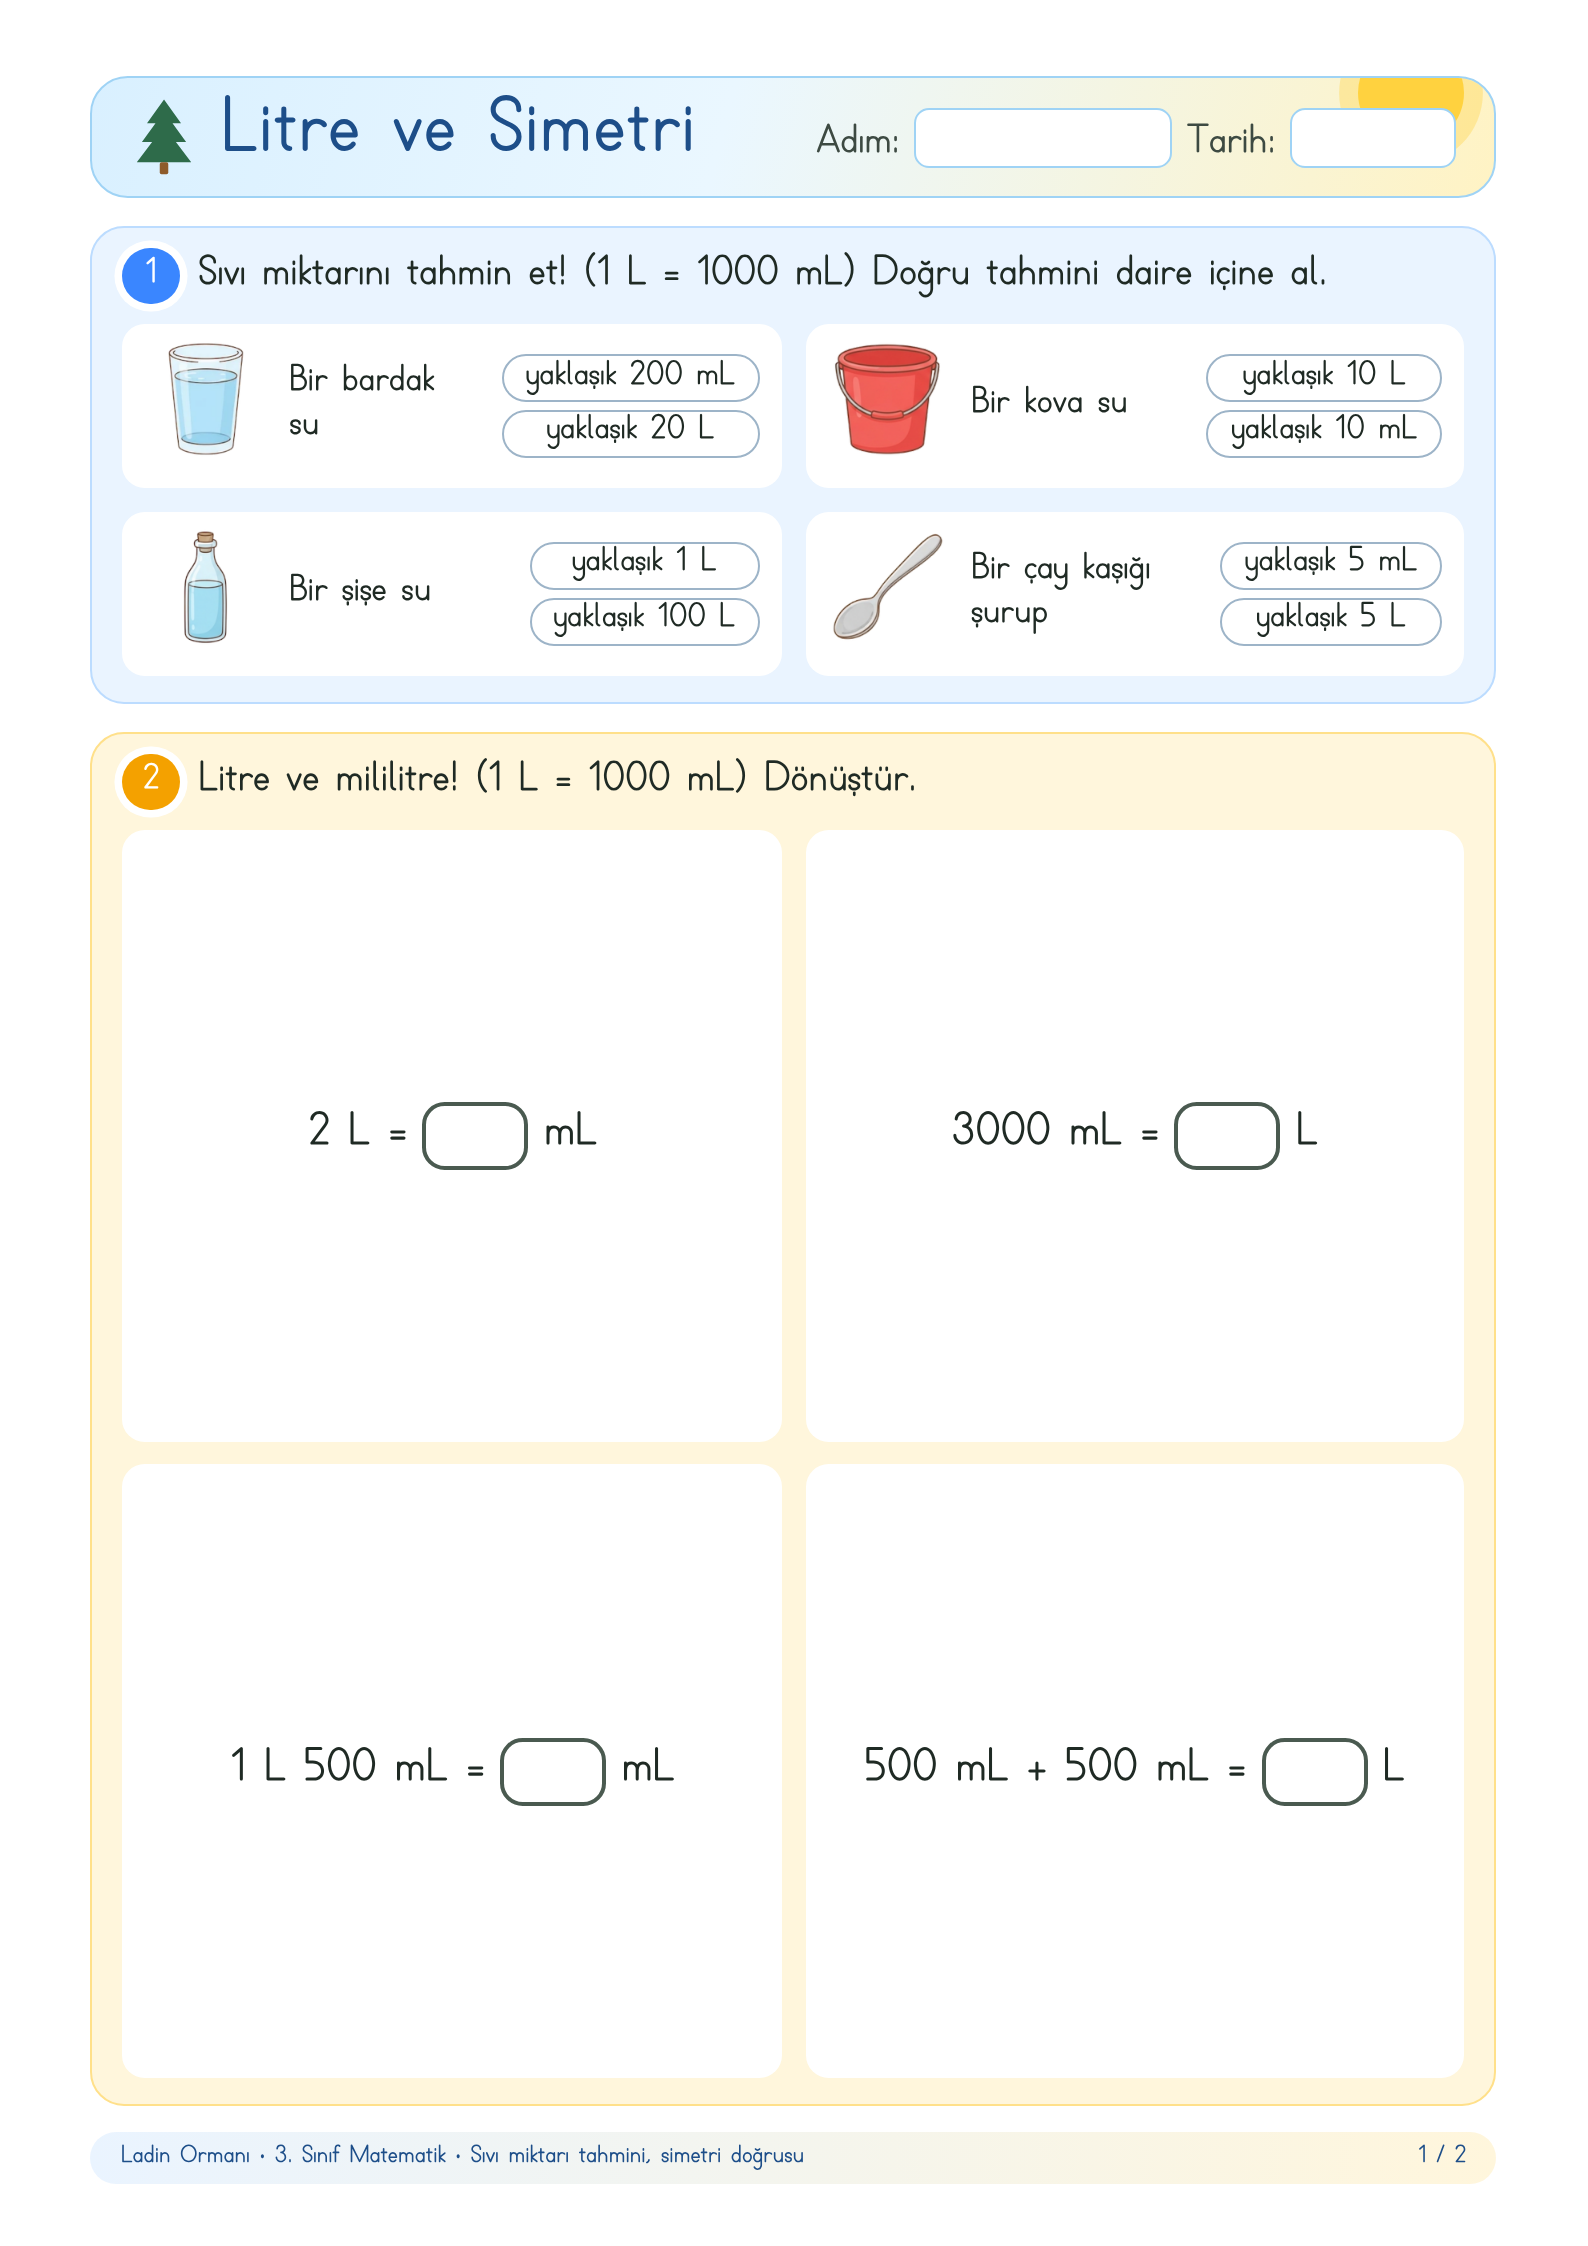 Litre ve Simetri
Adım:
Tarih:
1
Sıvı miktarını tahmin et! (1 L = 1000 mL) Doğru tahmini daire içine al.
Bir bardak
su
yaklaşık 200 mL
yaklaşık 20 L
Bir kova su
yaklaşık 10 L
yaklaşık 10 mL
Bir şişe su
yaklaşık 1 L
yaklaşık 100 L
Bir çay kaşığı
şurup
yaklaşık 5 mL
yaklaşık 5 L
2
Litre ve mililitre! (1 L = 1000 mL) Dönüştür.
2 L = mL
3000 mL = L
1 L 500 mL = mL
500 mL + 500 mL = L
Ladin Ormanı • 3. Sınıf Matematik • Sıvı miktarı tahmini, simetri doğrusu
1 / 2